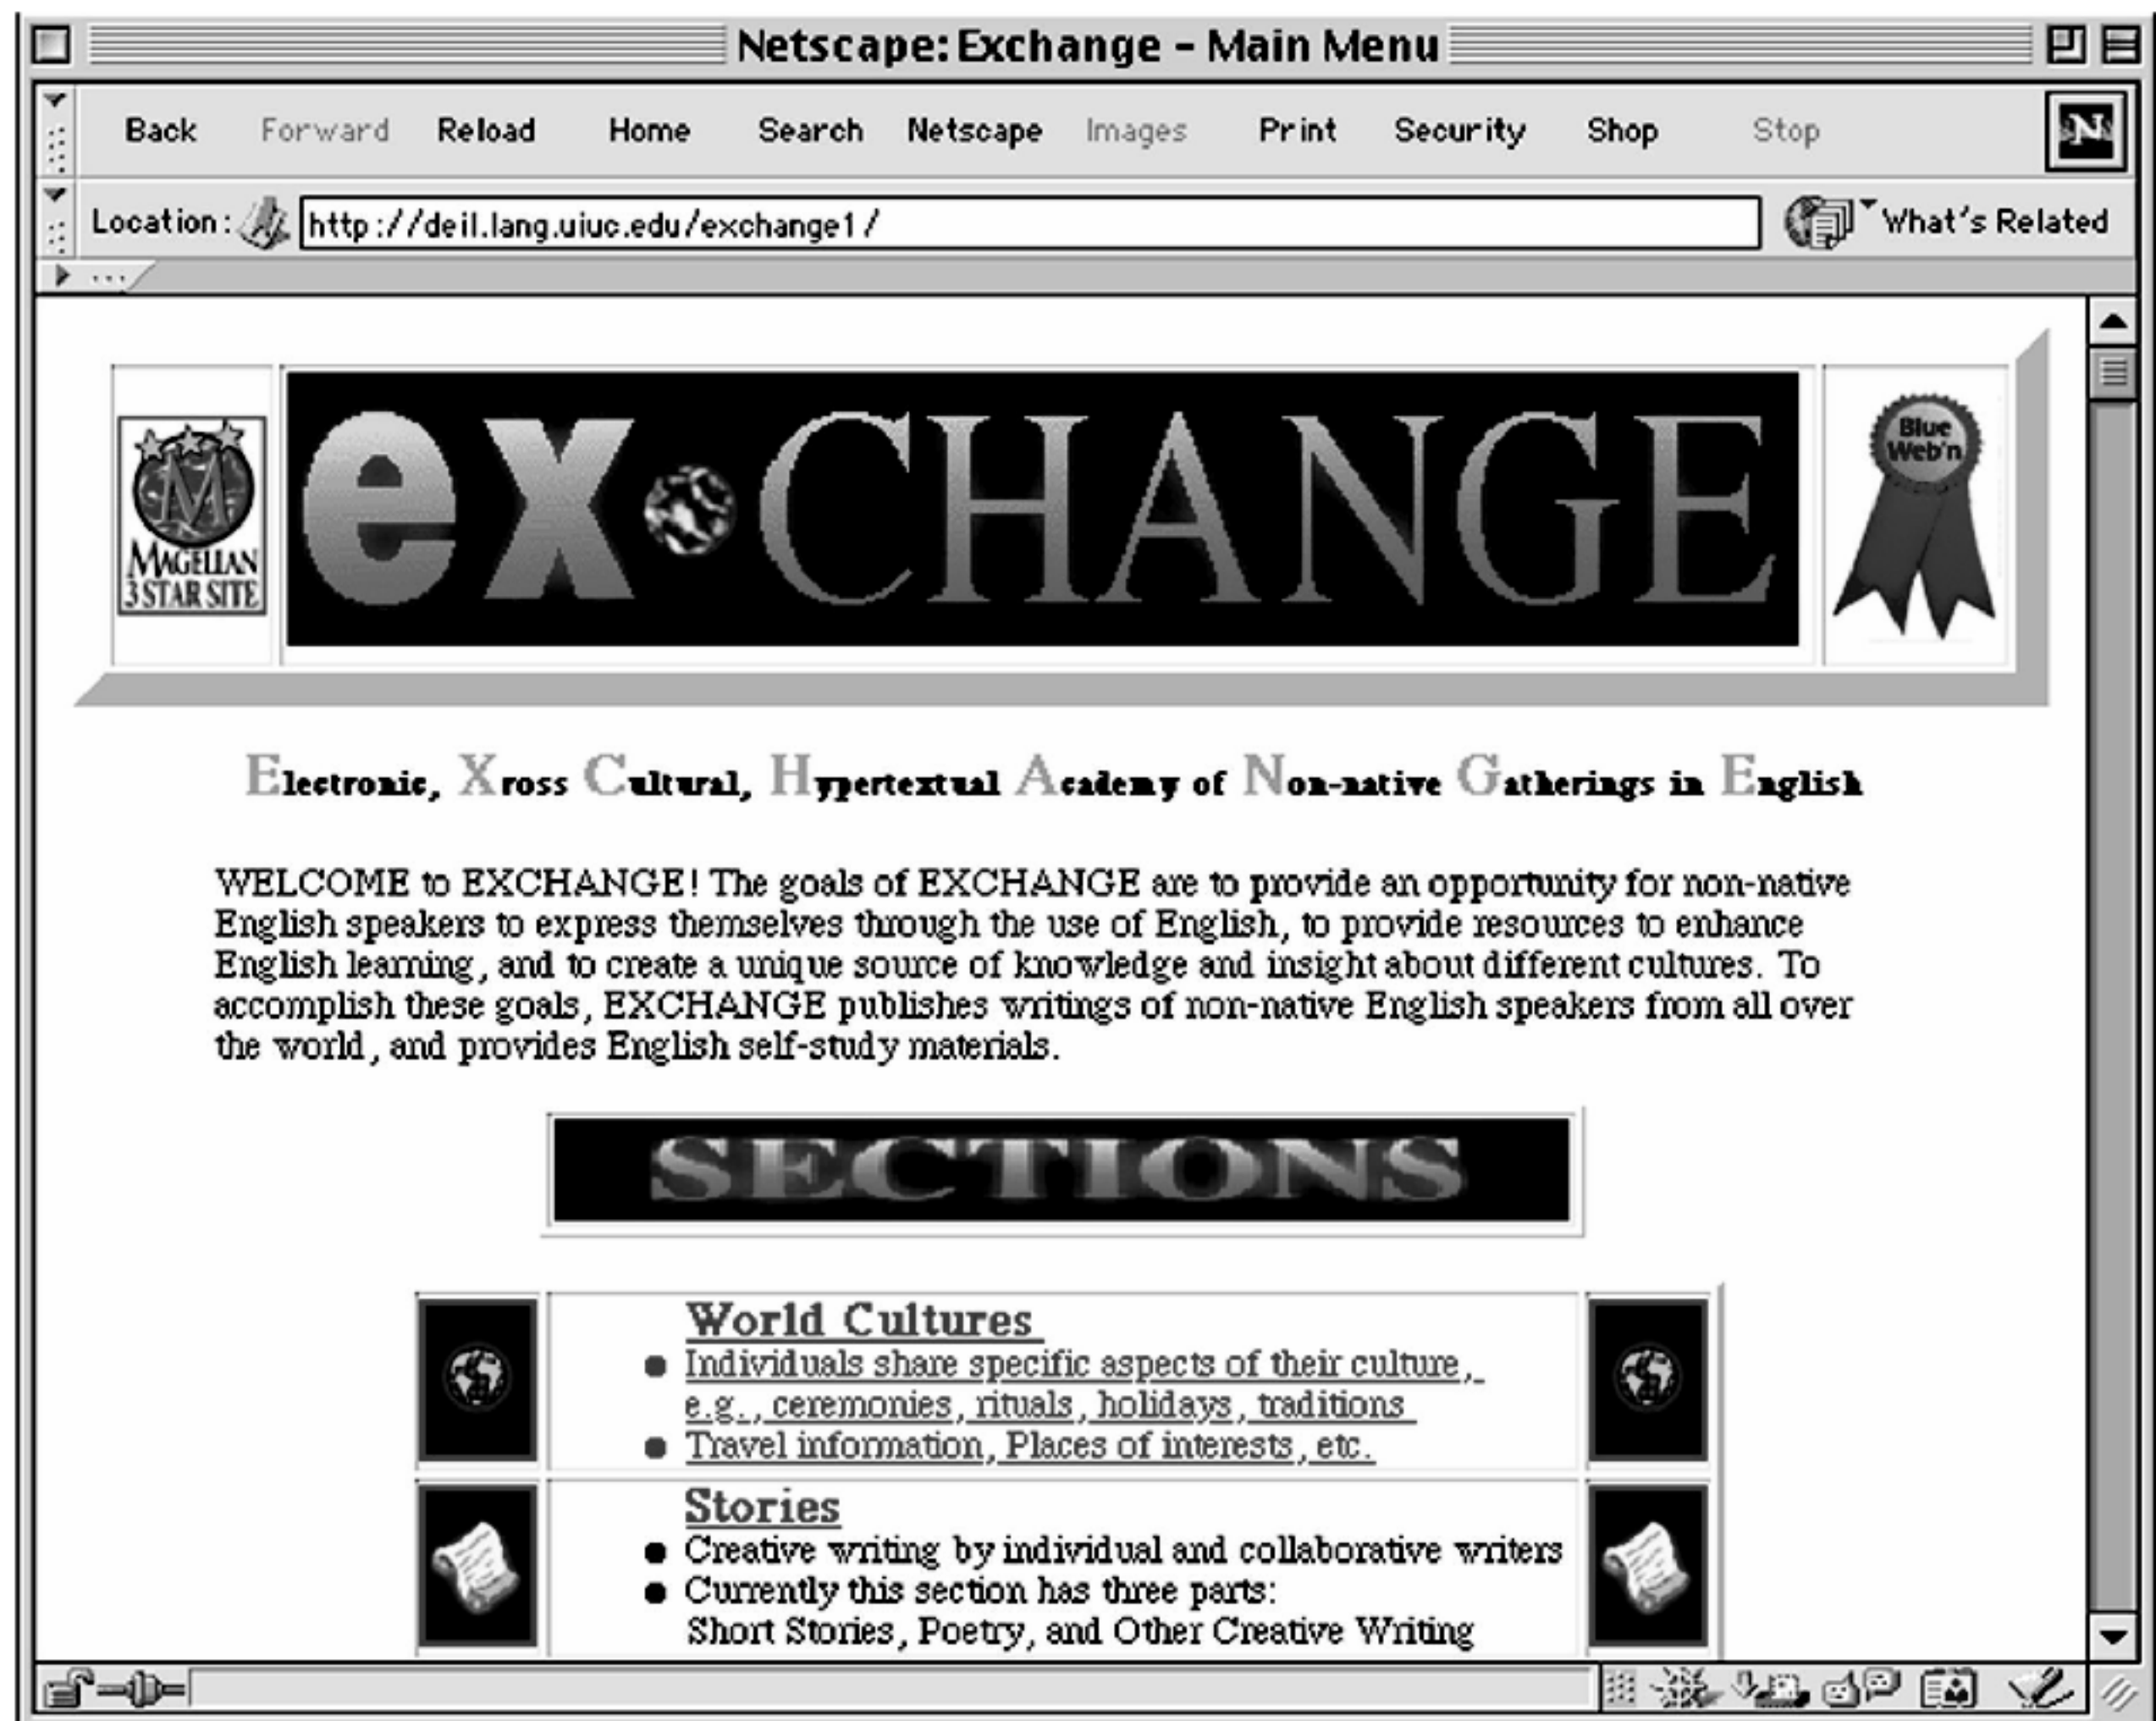 Netscape: Exchange - Main Menu
Back Forward Reload Home Search Netscape Images Print Security Shop Stop
N
Location: http://deil.lang.uiuc.edu/exchange1/ What's Related
...
M
MAGELLAN
3 STAR SITE
ex CHANGE
Blue
Web'n
Electronic, Xross Cultural, Hypertextual Academy of Non-native Gatherings in English
WELCOME to EXCHANGE! The goals of EXCHANGE are to provide an opportunity for non-native
English speakers to express themselves through the use of English, to provide resources to enhance
English learning, and to create a unique source of knowledge and insight about different cultures. To
accomplish these goals, EXCHANGE publishes writings of non-native English speakers from all over
the world, and provides English self-study materials.
SECTIONS
World Cultures
● Individuals share specific aspects of their culture,
e.g., ceremonies, rituals, holidays, traditions
● Travel information, Places of interests, etc.
Stories
● Creative writing by individual and collaborative writers
● Currently this section has three parts:
Short Stories, Poetry, and Other Creative Writing